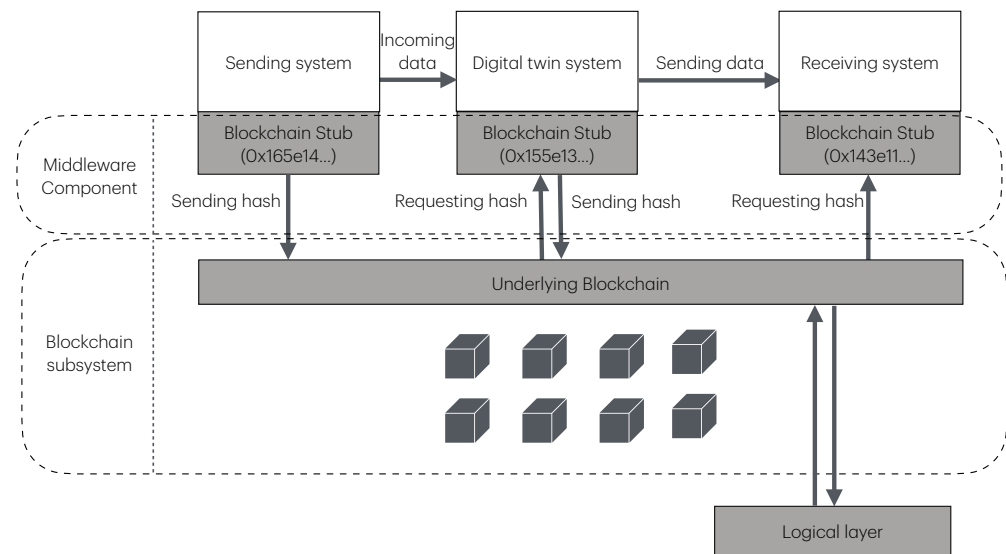 Sending system
Incoming
data
Digital twin system
Sending data
Receiving system
Middleware
Component
Blockchain Stub
(0x165e14...)
Blockchain Stub
(0x155e13...)
Blockchain Stub
(0x143e11...)
Sending hash
Requesting hash
Sending hash
Requesting hash
Blockchain
subsystem
Underlying Blockchain
Logical layer